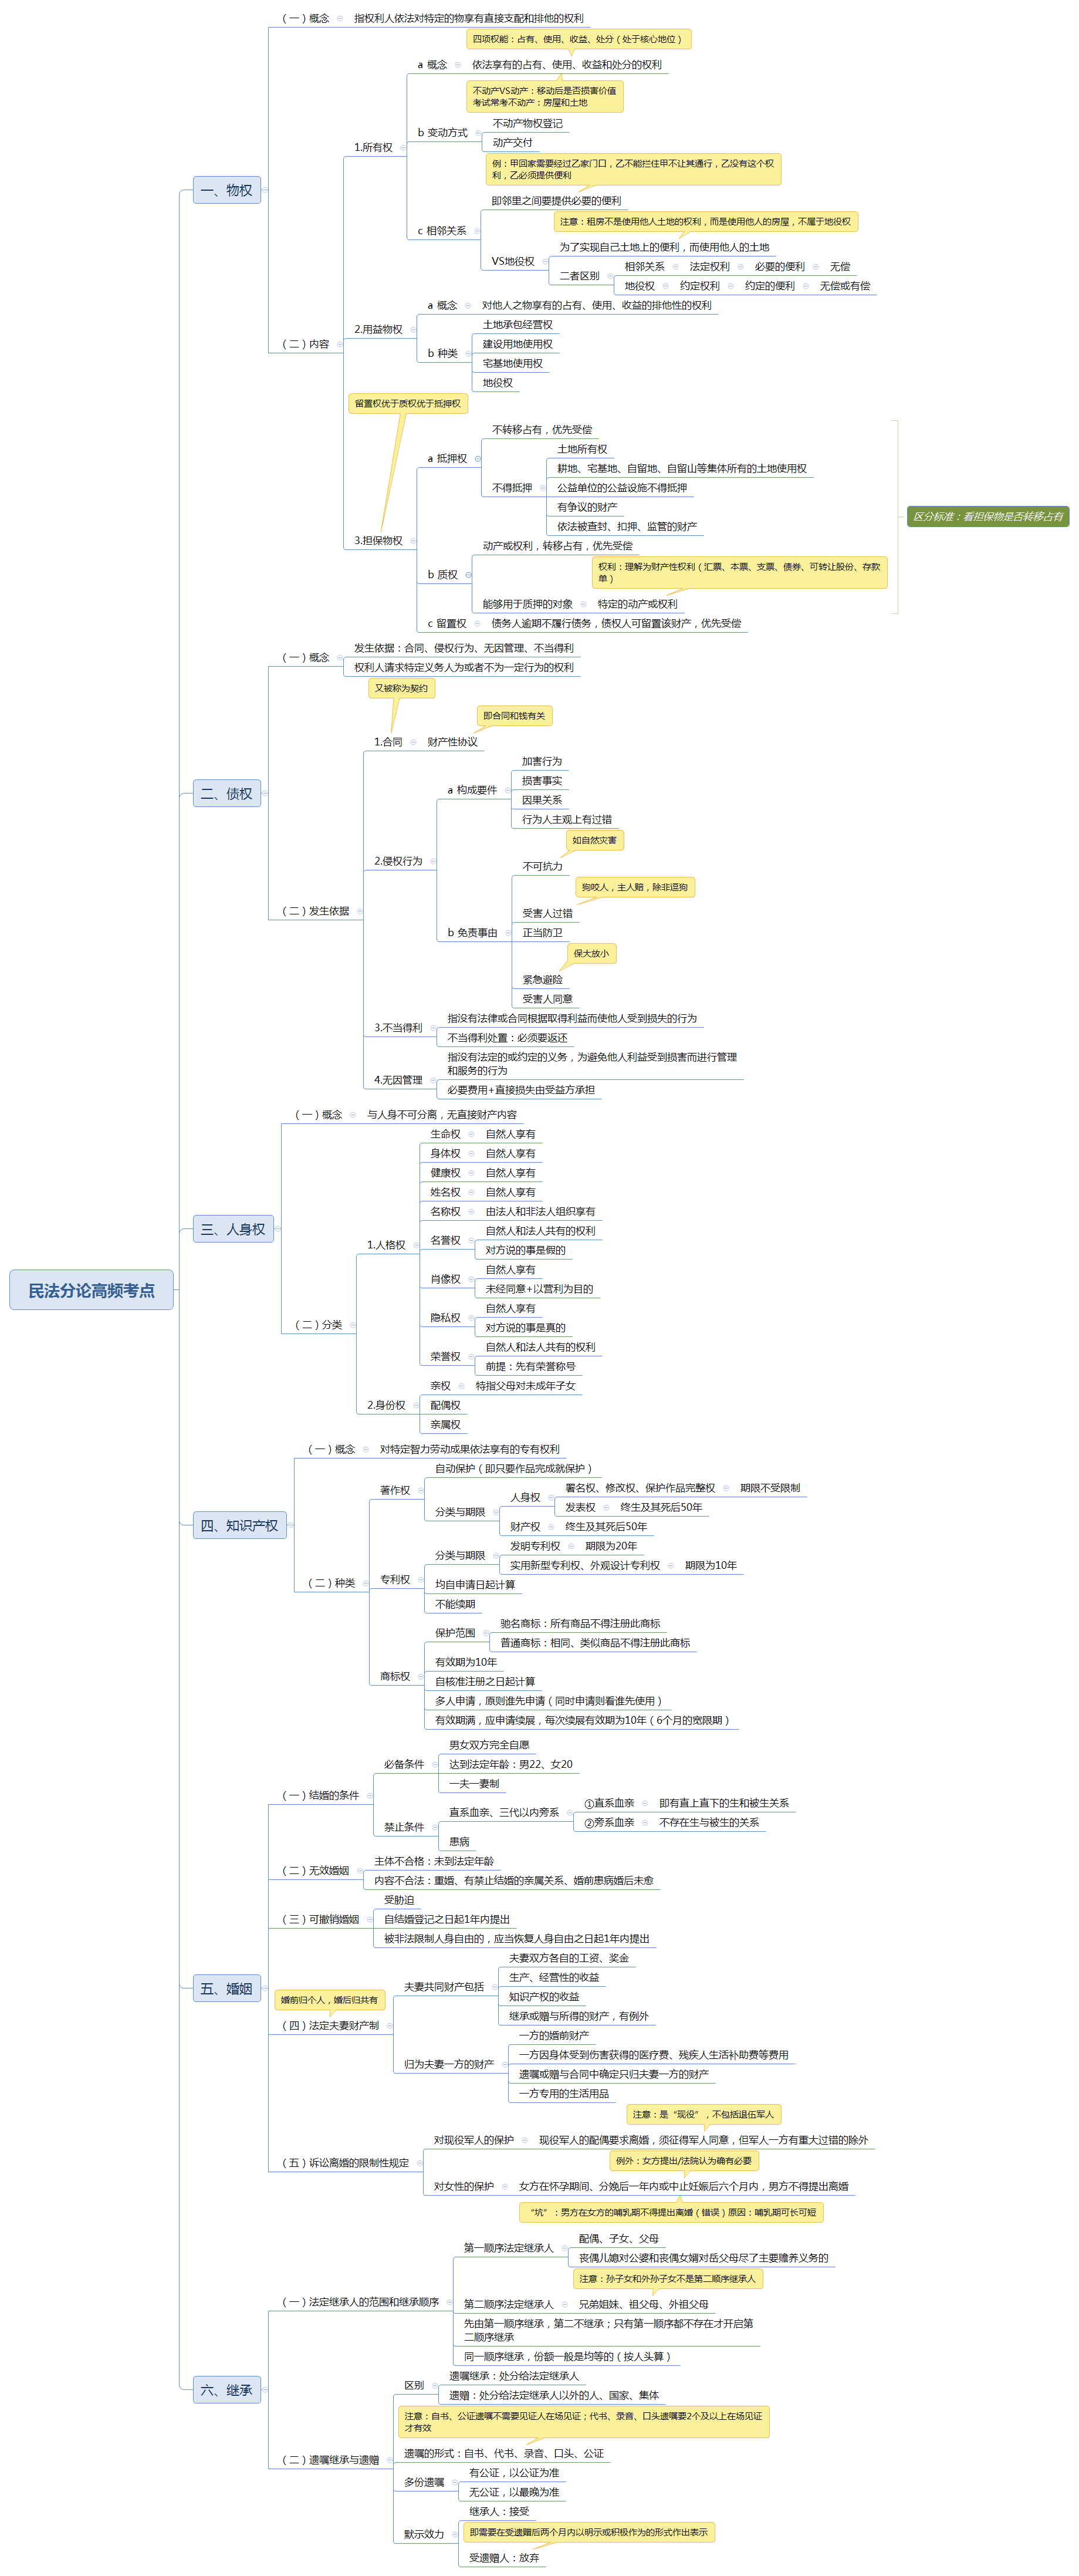 民法分论高频考点
一、物权
（一）概念
指权利人依法对特定的物享有直接支配和排他的权利
（二）内容
1.所有权
四项权能：占有、使用、收益、处分（处于核心地位）
a 概念
依法享有的占有、使用、收益和处分的权利
不动产VS动产：移动后是否损害价值
考试常考不动产：房屋和土地
b 变动方式
不动产物权登记
动产交付
例：甲回家需要经过乙家门口，乙不能拦住甲不让其通行，乙没有这个权
利，乙必须提供便利
c 相邻关系
即邻里之间要提供必要的便利
注意：租房不是使用他人土地的权利，而是使用他人的房屋，不属于地役权
VS地役权
为了实现自己土地上的便利，而使用他人的土地
二者区别
相邻关系
法定权利
必要的便利
无偿
地役权
约定权利
约定的便利
无偿或有偿
2.用益物权
a 概念
对他人之物享有的占有、使用、收益的排他性的权利
b 种类
土地承包经营权
建设用地使用权
宅基地使用权
地役权
留置权优于质权优于抵押权
3.担保物权
a 抵押权
不转移占有，优先受偿
不得抵押
土地所有权
耕地、宅基地、自留地、自留山等集体所有的土地使用权
公益单位的公益设施不得抵押
有争议的财产
依法被查封、扣押、监管的财产
b 质权
动产或权利，转移占有，优先受偿
权利：理解为财产性权利（汇票、本票、支票、债券、可转让股份、存款
单）
能够用于质押的对象
特定的动产或权利
c 留置权
债务人逾期不履行债务，债权人可留置该财产，优先受偿
区分标准：看担保物是否转移占有
二、债权
（一）概念
发生依据：合同、侵权行为、无因管理、不当得利
权利人请求特定义务人为或者不为一定行为的权利
（二）发生依据
又被称为契约
即合同和钱有关
1.合同
财产性协议
2.侵权行为
a 构成要件
加害行为
损害事实
因果关系
行为人主观上有过错
b 免责事由
如自然灾害
不可抗力
狗咬人，主人赔，除非逗狗
受害人过错
正当防卫
保大放小
紧急避险
受害人同意
3.不当得利
指没有法律或合同根据取得利益而使他人受到损失的行为
不当得利处置：必须要返还
4.无因管理
指没有法定的或约定的义务，为避免他人利益受到损害而进行管理
和服务的行为
必要费用+直接损失由受益方承担
三、人身权
（一）概念
与人身不可分离，无直接财产内容
（二）分类
1.人格权
生命权
自然人享有
身体权
自然人享有
健康权
自然人享有
姓名权
自然人享有
名称权
由法人和非法人组织享有
名誉权
自然人和法人共有的权利
对方说的事是假的
肖像权
自然人享有
未经同意+以营利为目的
隐私权
自然人享有
对方说的事是真的
荣誉权
自然人和法人共有的权利
前提：先有荣誉称号
2.身份权
亲权
特指父母对未成年子女
配偶权
亲属权
四、知识产权
（一）概念
对特定智力劳动成果依法享有的专有权利
（二）种类
著作权
自动保护（即只要作品完成就保护）
分类与期限
人身权
署名权、修改权、保护作品完整权
期限不受限制
发表权
终生及其死后50年
财产权
终生及其死后50年
专利权
分类与期限
发明专利权
期限为20年
实用新型专利权、外观设计专利权
期限为10年
均自申请日起计算
不能续期
商标权
保护范围
驰名商标：所有商品不得注册此商标
普通商标：相同、类似商品不得注册此商标
有效期为10年
自核准注册之日起计算
多人申请，原则谁先申请（同时申请则看谁先使用）
有效期满，应申请续展，每次续展有效期为10年（6个月的宽限期）
五、婚姻
（一）结婚的条件
必备条件
男女双方完全自愿
达到法定年龄：男22、女20
一夫一妻制
禁止条件
直系血亲、三代以内旁系
①直系血亲
即有直上直下的生和被生关系
②旁系血亲
不存在生与被生的关系
患病
（二）无效婚姻
主体不合格：未到法定年龄
内容不合法：重婚、有禁止结婚的亲属关系、婚前患病婚后未愈
（三）可撤销婚姻
受胁迫
自结婚登记之日起1年内提出
被非法限制人身自由的，应当恢复人身自由之日起1年内提出
婚前归个人，婚后归共有
（四）法定夫妻财产制
夫妻共同财产包括
夫妻双方各自的工资、奖金
生产、经营性的收益
知识产权的收益
继承或赠与所得的财产，有例外
归为夫妻一方的财产
一方的婚前财产
一方因身体受到伤害获得的医疗费、残疾人生活补助费等费用
遗嘱或赠与合同中确定只归夫妻一方的财产
一方专用的生活用品
（五）诉讼离婚的限制性规定
注意：是“现役”，不包括退伍军人
对现役军人的保护
现役军人的配偶要求离婚，须征得军人同意，但军人一方有重大过错的除外
例外：女方提出/法院认为确有必要
对女性的保护
女方在怀孕期间、分娩后一年内或中止妊娠后六个月内，男方不得提出离婚
“坑”：男方在女方的哺乳期不得提出离婚（错误）原因：哺乳期可长可短
六、继承
（一）法定继承人的范围和继承顺序
第一顺序法定继承人
配偶、子女、父母
丧偶儿媳对公婆和丧偶女婿对岳父母尽了主要赡养义务的
注意：孙子女和外孙子女不是第二顺序继承人
第二顺序法定继承人
兄弟姐妹、祖父母、外祖父母
先由第一顺序继承，第二不继承；只有第一顺序都不存在才开启第
二顺序继承
同一顺序继承，份额一般是均等的（按人头算）
（二）遗嘱继承与遗赠
区别
遗嘱继承：处分给法定继承人
遗赠：处分给法定继承人以外的人、国家、集体
注意：自书、公证遗嘱不需要见证人在场见证；代书、录音、口头遗嘱要2个及以上在场见证
才有效
遗嘱的形式：自书、代书、录音、口头、公证
多份遗嘱
有公证，以公证为准
无公证，以最晚为准
默示效力
继承人：接受
即需要在受遗赠后两个月内以明示或积极作为的形式作出表示
受遗赠人：放弃